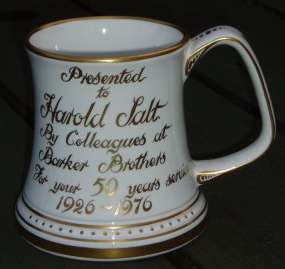 Presented
to
Harold Salt
By Colleagues at
Barker Brothers
For your 50 years service
1926-1976